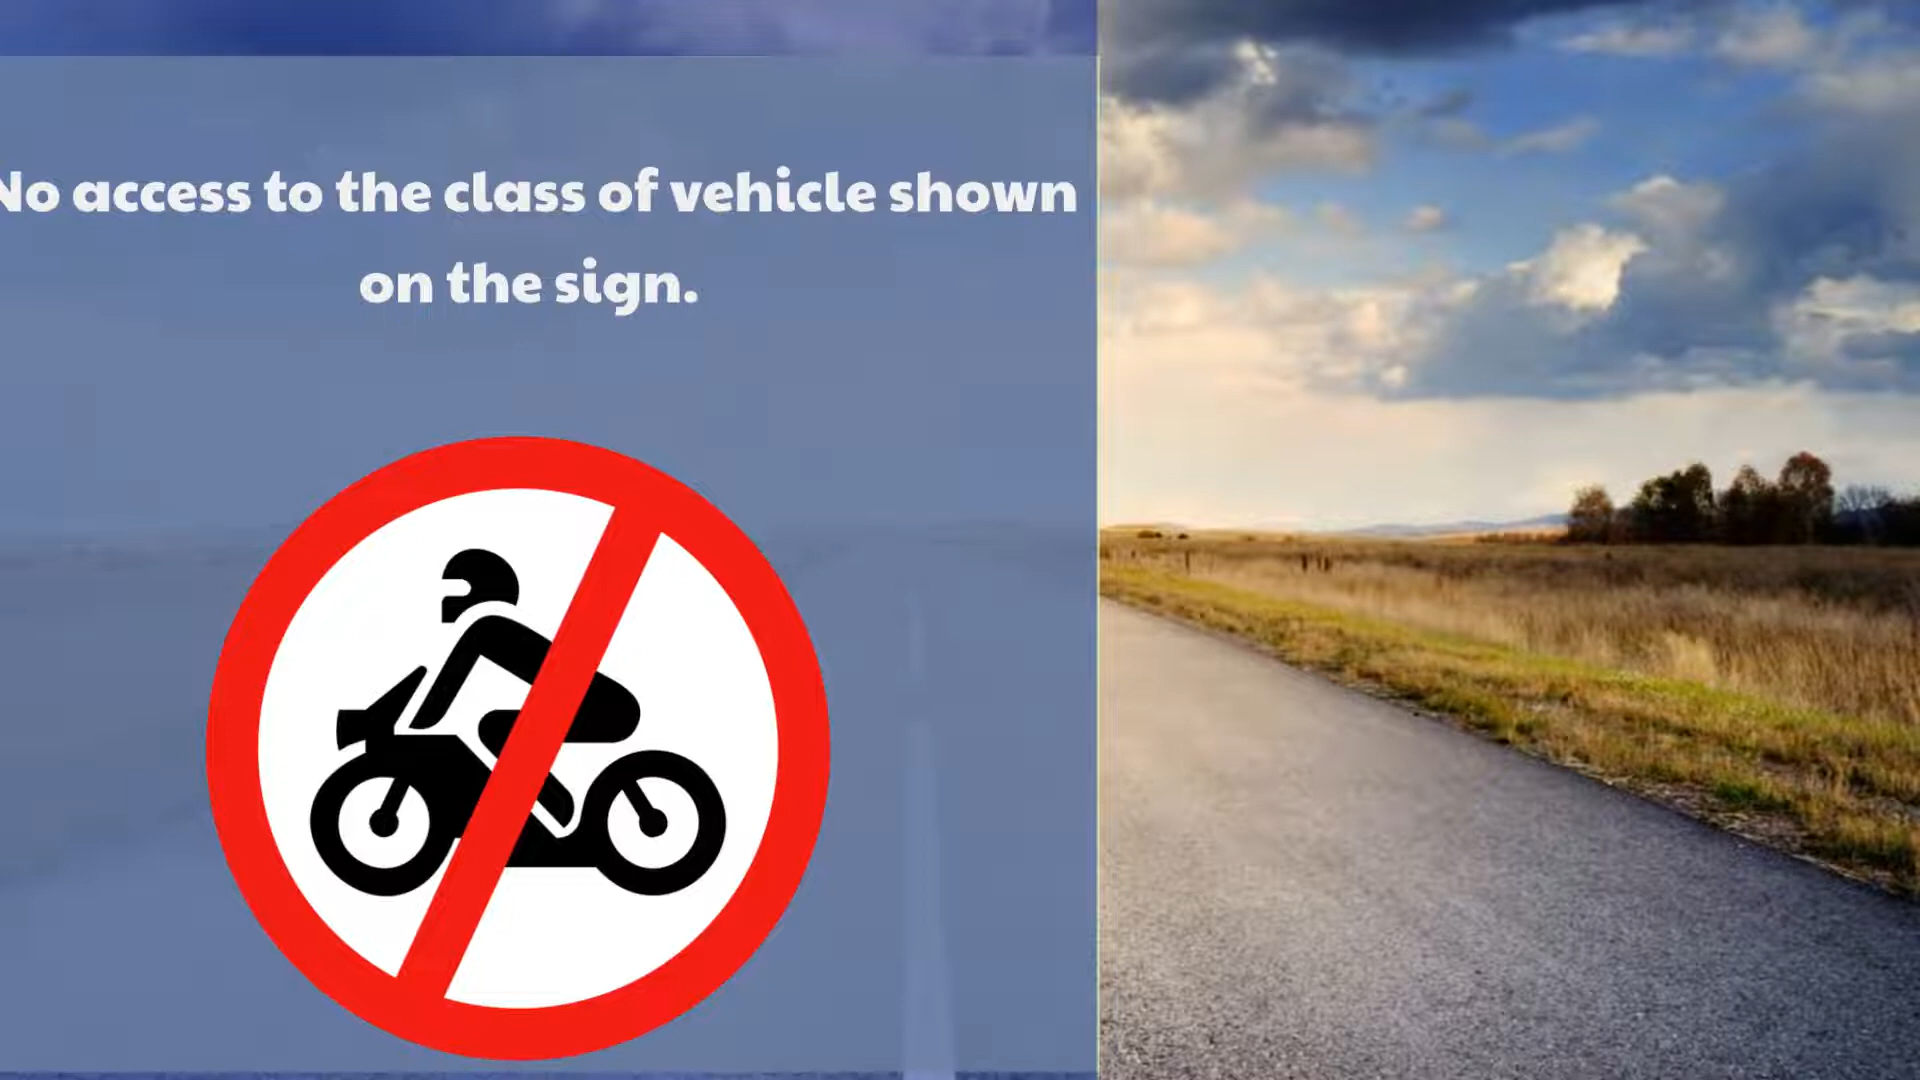 No access to the class of vehicle shown
on the sign.